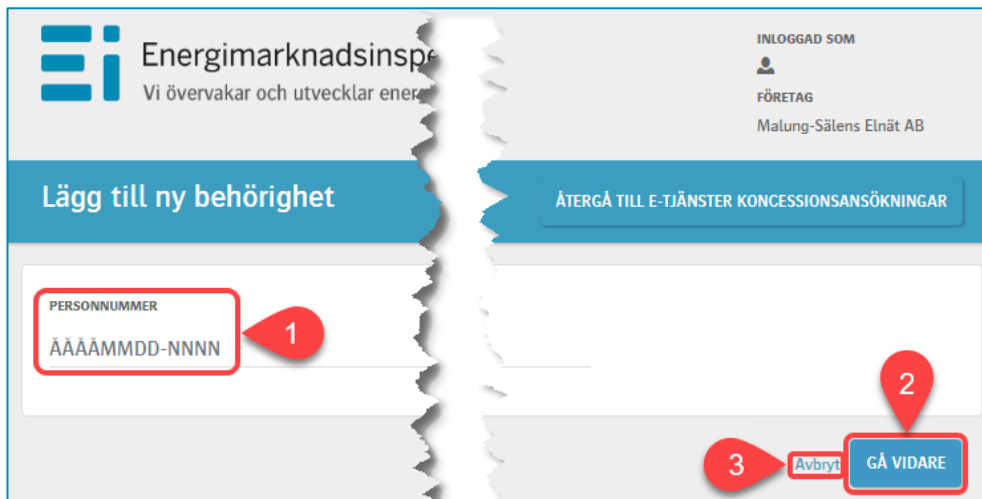 Energimarknadsinspe
Vi övervakar och utvecklar ener
INLOGGAD SOM
FÖRETAG
Malung-Sälens Elnät AB
Lägg till ny behörighet
ÅTERGÅ TILL E-TJÄNSTER KONCESSIONSANSÖKNINGAR
PERSONNUMMER
ÅÅÅÅMMDD-NNNN
1
2
3
Avbryt
GÅ VIDARE